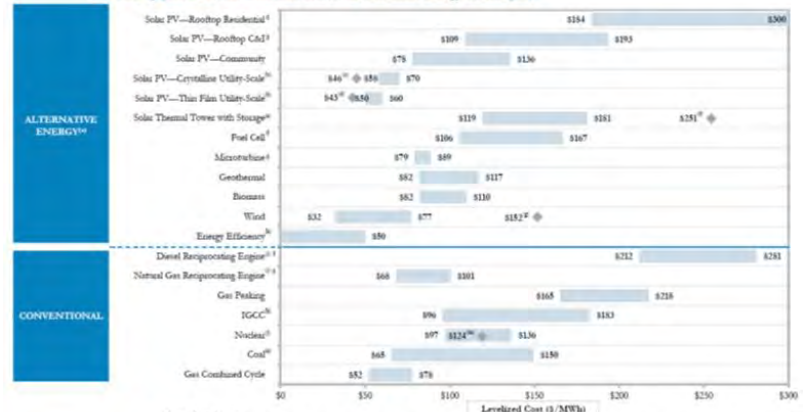 Solar PV—Rooftop Residential $184 $300
Solar PV—Rooftop C&I $109 $193
Solar PV—Community $78 $136
Solar PV—Crystalline Utility-Scale $46 $58 $70
Solar PV—Thin Film Utility-Scale $43 $50 $60
Solar Thermal Tower with Storage $119 $181 $251
ALTERNATIVE
ENERGY
Fuel Cell $106 $167
Microturbine $79 $89
Geothermal $82 $117
Biomass $82 $110
Wind $32 $77 $152
Energy Efficiency $50
Diesel Reciprocating Engine $212 $281
Natural Gas Reciprocating Engine $68 $101
Gas Peaking $165 $218
IGCC $96 $183
CONVENTIONAL
Nuclear $97 $124 $136
Coal $65 $150
Gas Combined Cycle $52 $78
$0 $50 $100 $150 $200 $250 $300
Levelized Cost ($/MWh)